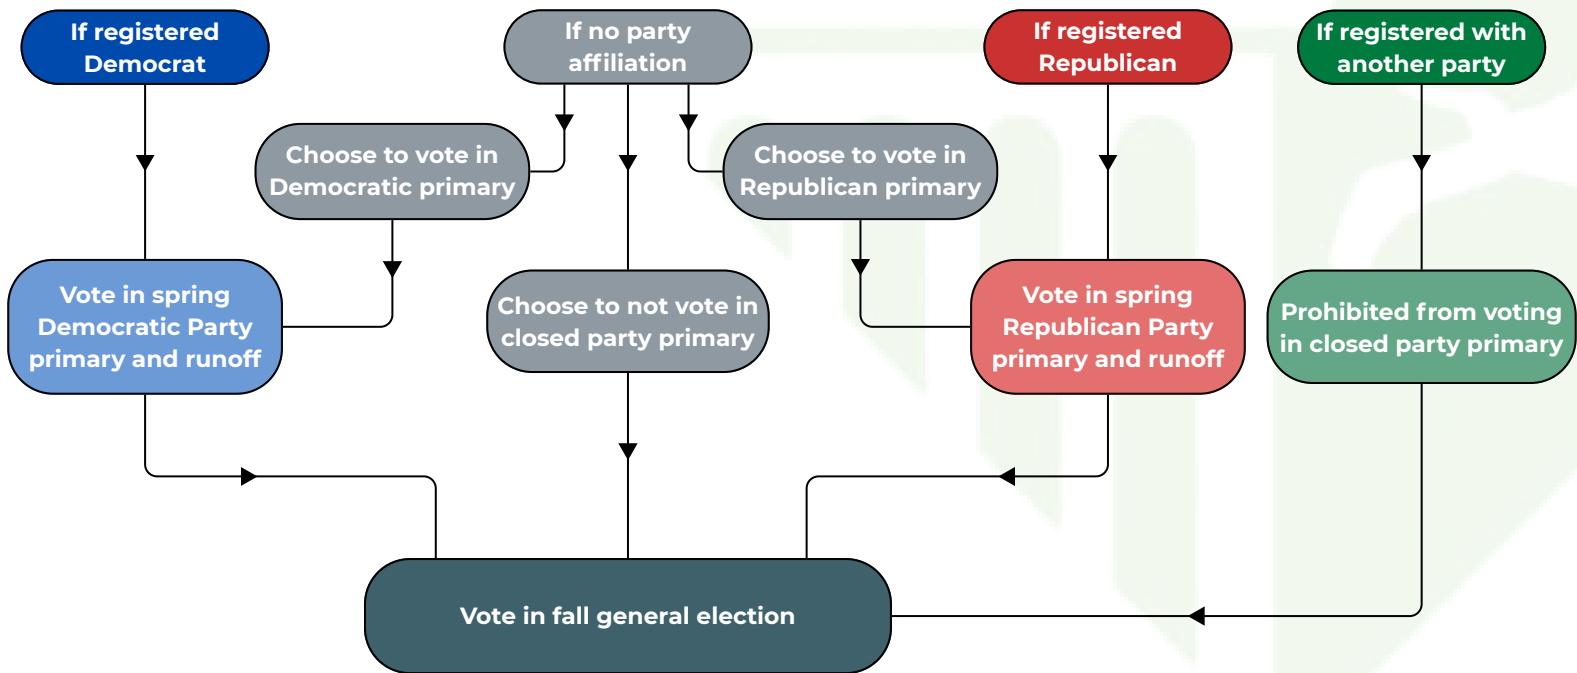 If registered
Democrat
If no party
affiliation
If registered
Republican
If registered with
another party
Choose to vote in
Democratic primary
Choose to vote in
Republican primary
Vote in spring
Democratic Party
primary and runoff
Choose to not vote in
closed party primary
Vote in spring
Republican Party
primary and runoff
Prohibited from voting
in closed party primary
Vote in fall general election